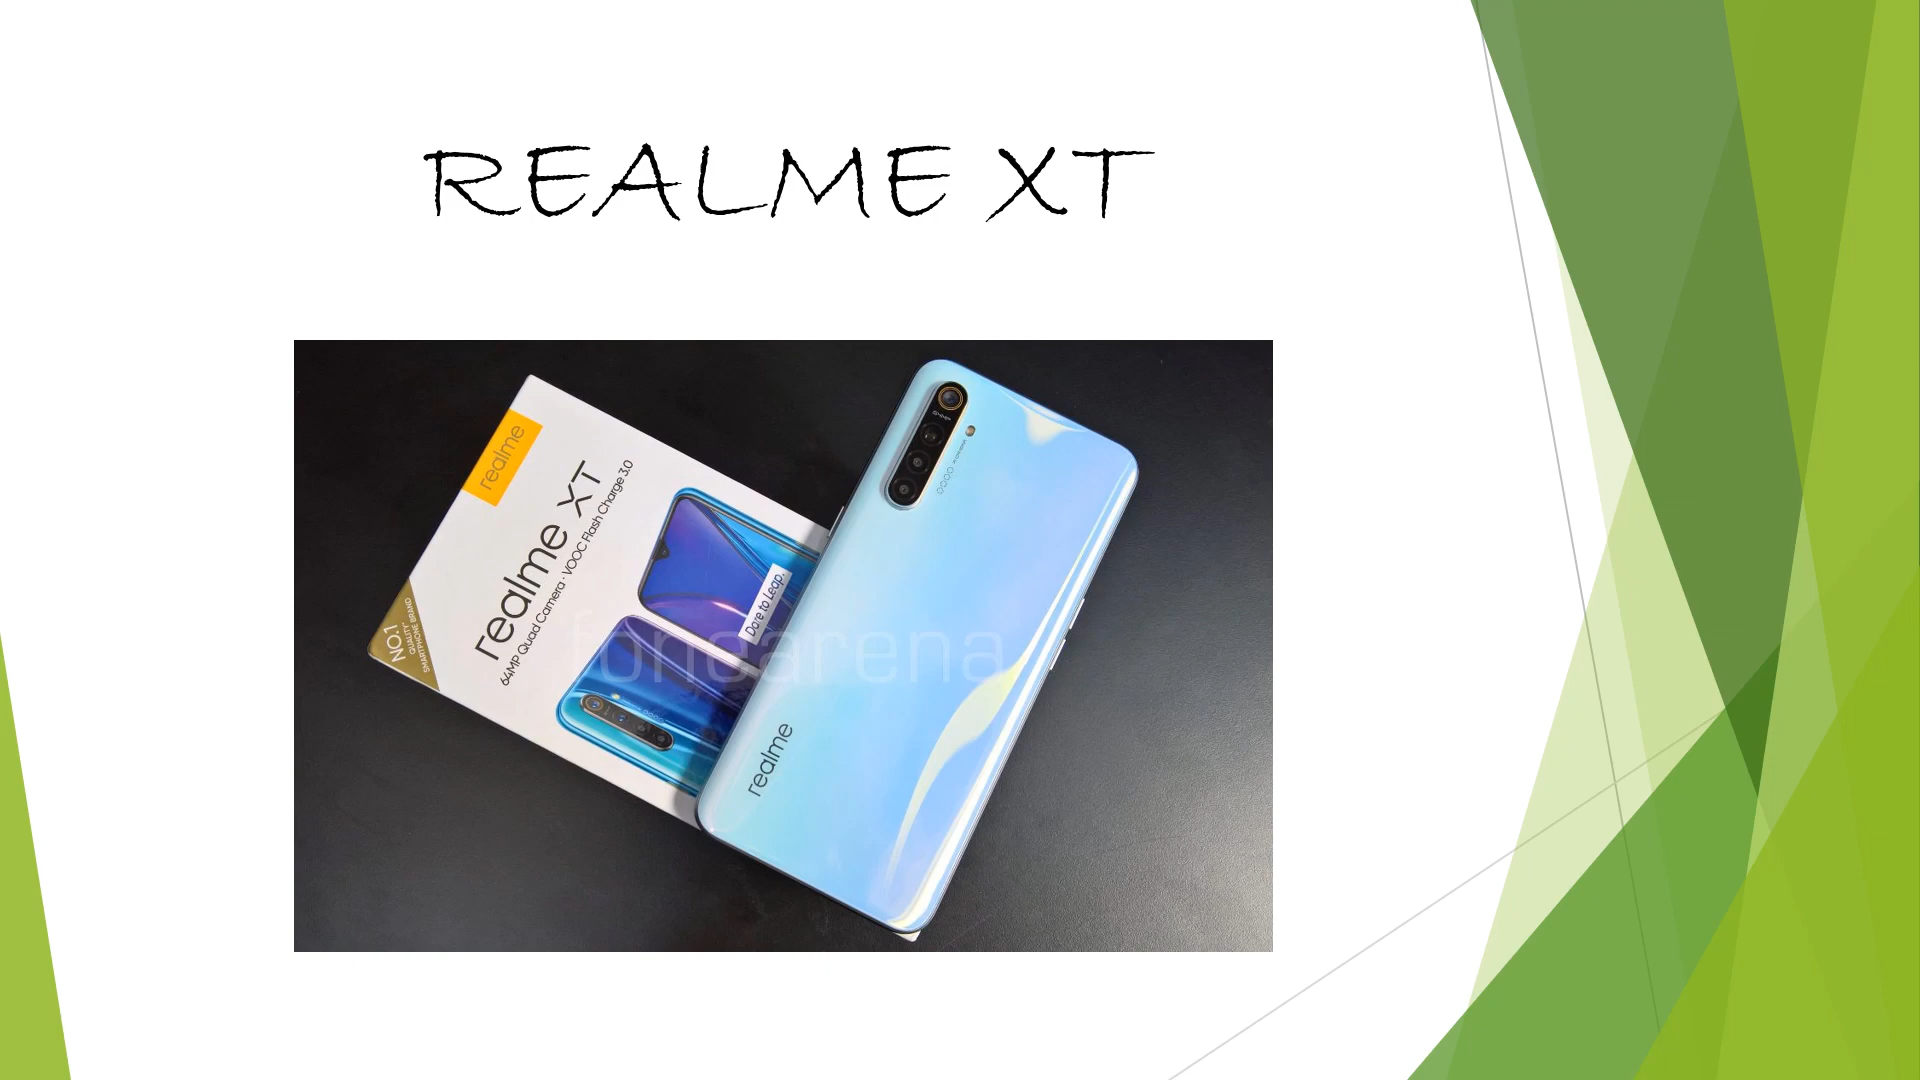 REALME XT
realme
realme XT
64MP Quad Camera · VOOC Flash Charge 3.0
NO.1
QUALITY*
SMARTPHONE BRAND
Dare to Leap.
fonearena
realme